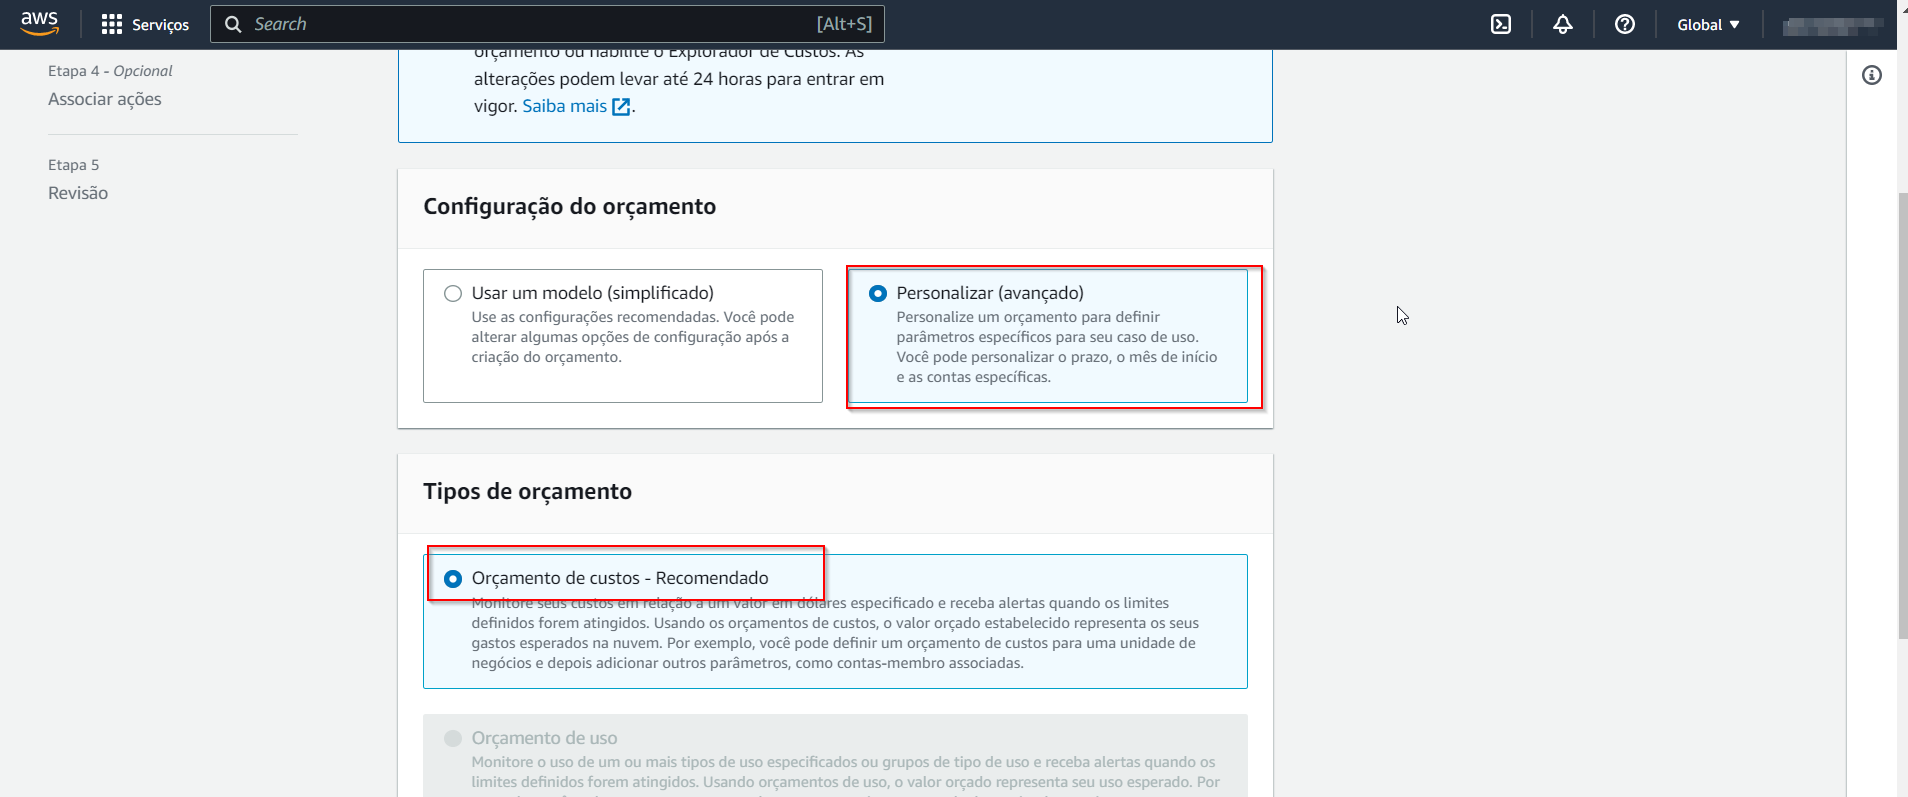 aws
Serviços
Search
[Alt+S]
Global
Etapa 4 - Opcional
Associar ações
Etapa 5
Revisão
orçamento ou habilite o Explorador de Custos. As
alterações podem levar até 24 horas para entrar em
vigor. Saiba mais.
Configuração do orçamento
Usar um modelo (simplificado)
Use as configurações recomendadas. Você pode
alterar algumas opções de configuração após a
criação do orçamento.
Personalizar (avançado)
Personalize um orçamento para definir
parâmetros específicos para seu caso de uso.
Você pode personalizar o prazo, o mês de início
e as contas específicas.
Tipos de orçamento
Orçamento de custos - Recomendado
Monitore seus custos em relação a um valor em dólares especificado e receba alertas quando os limites
definidos forem atingidos. Usando os orçamentos de custos, o valor orçado estabelecido representa os seus
gastos esperados na nuvem. Por exemplo, você pode definir um orçamento de custos para uma unidade de
negócios e depois adicionar outros parâmetros, como contas-membro associadas.
Orçamento de uso
Monitore o uso de um ou mais tipos de uso especificados ou grupos de tipo de uso e receba alertas quando os
limites definidos forem atingidos. Usando orçamentos de uso, o valor orçado representa seu uso esperado. Por